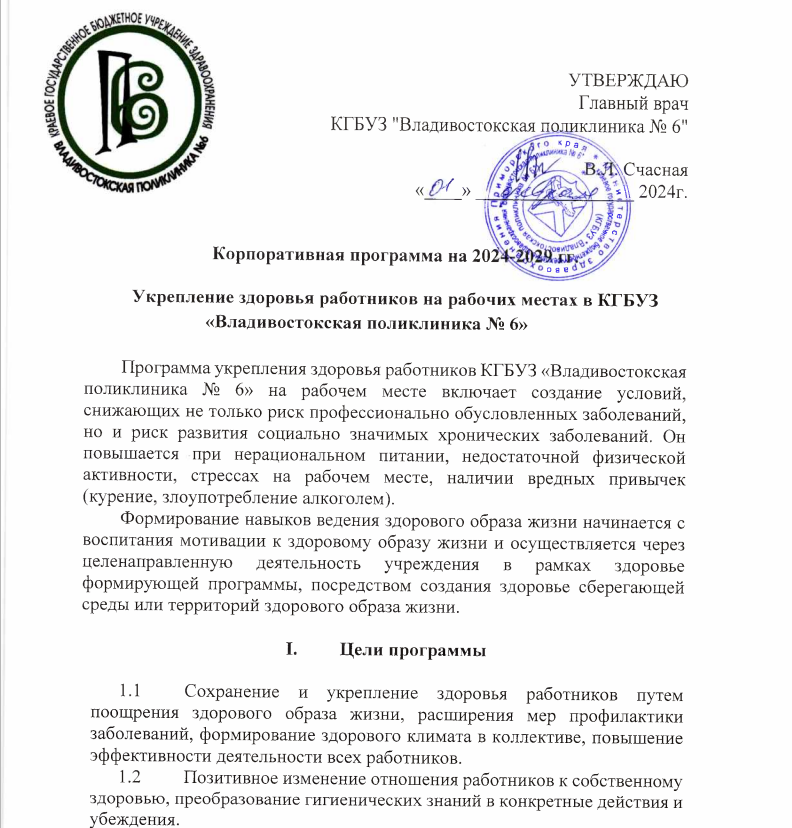 КРАЕВОЕ ГОСУДАРСТВЕННОЕ БЮДЖЕТНОЕ УЧРЕЖДЕНИЕ ЗДРАВООХРАНЕНИЯ
ВЛАДИВОСТОКСКАЯ ПОЛИКЛИНИКА №6
УТВЕРЖДАЮ
Главный врач
КГБУЗ "Владивостокская поликлиника № 6"
В.Я. Счасная
« 01 » 2024г.
Корпоративная программа на 2024-2029 гг.
Укрепление здоровья работников на рабочих местах в КГБУЗ
«Владивостокская поликлиника № 6»
Программа укрепления здоровья работников КГБУЗ «Владивостокская
поликлиника № 6» на рабочем месте включает создание условий,
снижающих не только риск профессионально обусловленных заболеваний,
но и риск развития социально значимых хронических заболеваний. Он
повышается при нерациональном питании, недостаточной физической
активности, стрессах на рабочем месте, наличии вредных привычек
(курение, злоупотребление алкоголем).
Формирование навыков ведения здорового образа жизни начинается с
воспитания мотивации к здоровому образу жизни и осуществляется через
целенаправленную деятельность учреждения в рамках здоровье
формирующей программы, посредством создания здоровье сберегающей
среды или территорий здорового образа жизни.
I. Цели программы
1.1 Сохранение и укрепление здоровья работников путем
поощрения здорового образа жизни, расширения мер профилактики
заболеваний, формирование здорового климата в коллективе, повышение
эффективности деятельности всех работников.
1.2 Позитивное изменение отношения работников к собственному
здоровью, преобразование гигиенических знаний в конкретные действия и
убеждения.